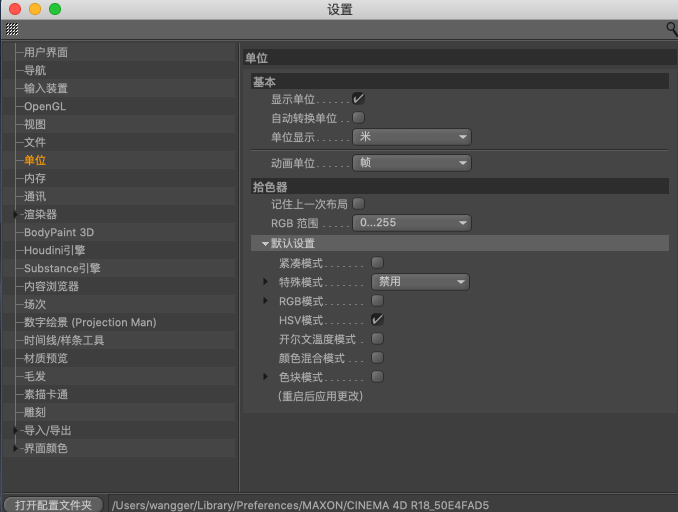 设置
用户界面
导航
输入装置
OpenGL
视图
文件
单位
内存
通讯
渲染器
BodyPaint 3D
Houdini引擎
Substance引擎
内容浏览器
场次
数字绘景 (Projection Man)
时间线/样条工具
材质预览
毛发
素描卡通
雕刻
导入/导出
界面颜色
单位
基本
显示单位......
自动转换单位..
单位显示...... 米
动画单位...... 帧
拾色器
记住上一次布局
RGB 范围..... 0...255
默认设置
紧凑模式.......
特殊模式....... 禁用
RGB模式.......
HSV模式.......
开尔文温度模式.
颜色混合模式...
色块模式.......
(重启后应用更改)
打开配置文件夹 /Users/wangger/Library/Preferences/MAXON/CINEMA 4D R18_50E4FAD5